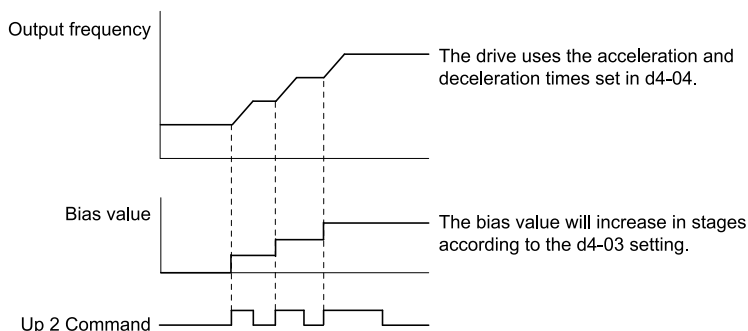 Output frequency
The drive uses the acceleration and
deceleration times set in d4-04.
Bias value
The bias value will increase in stages
according to the d4-03 setting.
Up 2 Command